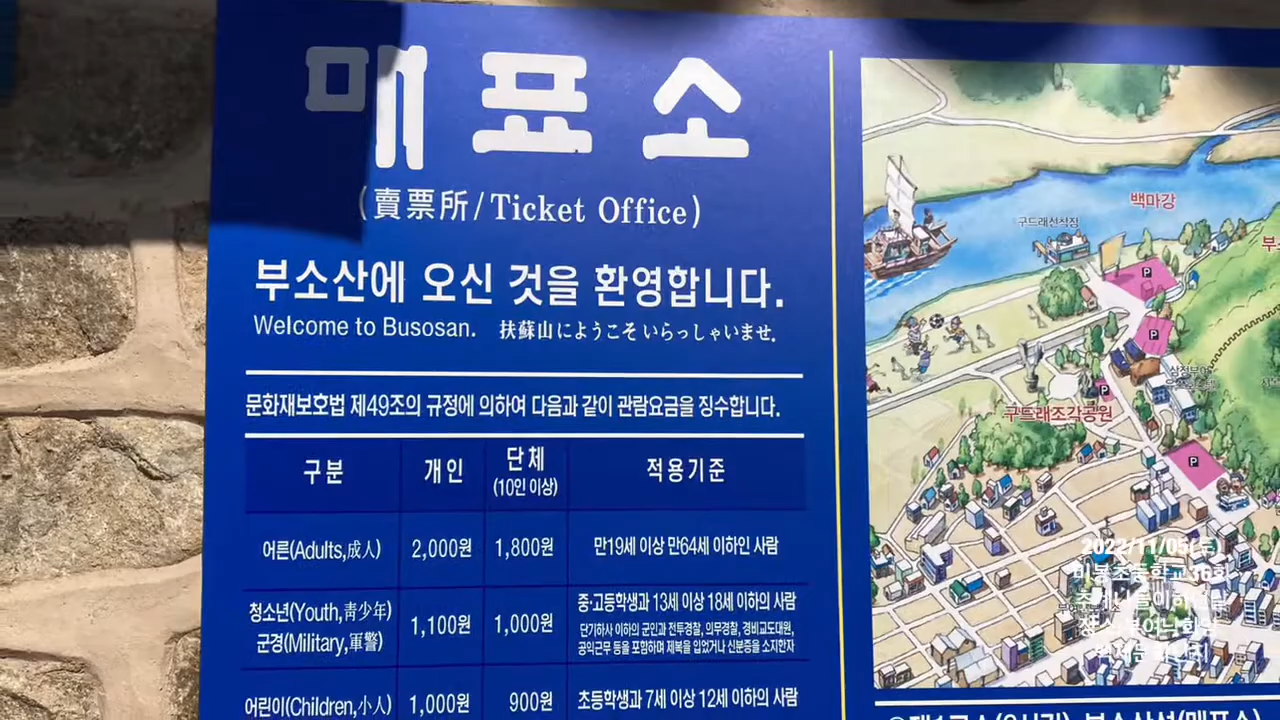 매표소
(賣票所/Ticket Office)
부소산에 오신 것을 환영합니다.
Welcome to Busosan. 扶蘇山にようこそ いらっしゃいませ.
문화재보호법 제49조의 규정에 의하여 다음과 같이 관람요금을 징수합니다.
구분 개인 단체 (10인 이상) 적용기준
어른(Adults,成人) 2,000원 1,800원 만19세 이상 만64세 이하인 사람
청소년(Youth,靑少年) 군경(Military,軍警) 1,100원 1,000원 중·고등학생과 13세 이상 18세 이하의 사람
단기하사 이하의 군인과 전투경찰, 의무경찰, 경비교도대원,
공익근무 등을 포함하며 제복을 입었거나 신분증을 소지한자
어린이(Children,小人) 1,000원 900원 초등학생과 7세 이상 12세 이하의 사람
백마강
구드래선착장
P
P
P
구드래조각공원
P
2022/11/05(토)